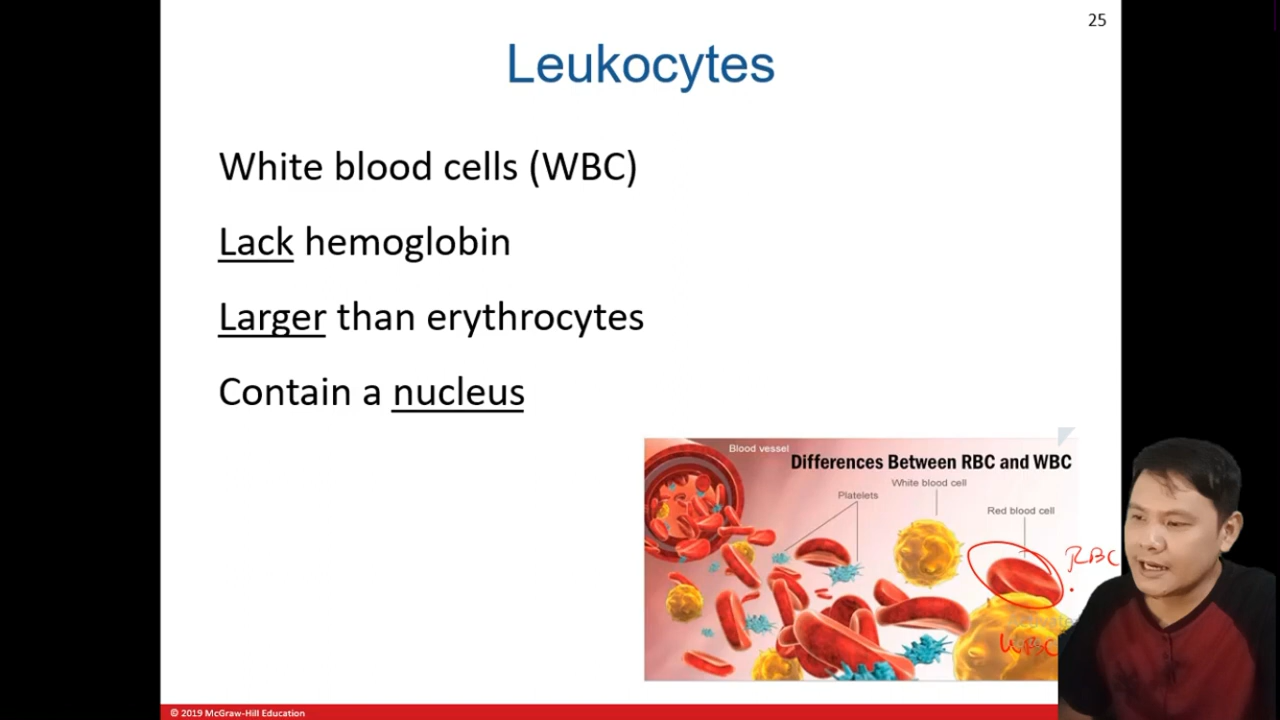 25
Leukocytes
White blood cells (WBC)
Lack hemoglobin
Larger than erythrocytes
Contain a nucleus
Blood vessel
Differences Between RBC and WBC
White blood cell
Platelets
Red blood cell
RBC
WBC
© 2019 McGraw-Hill Education